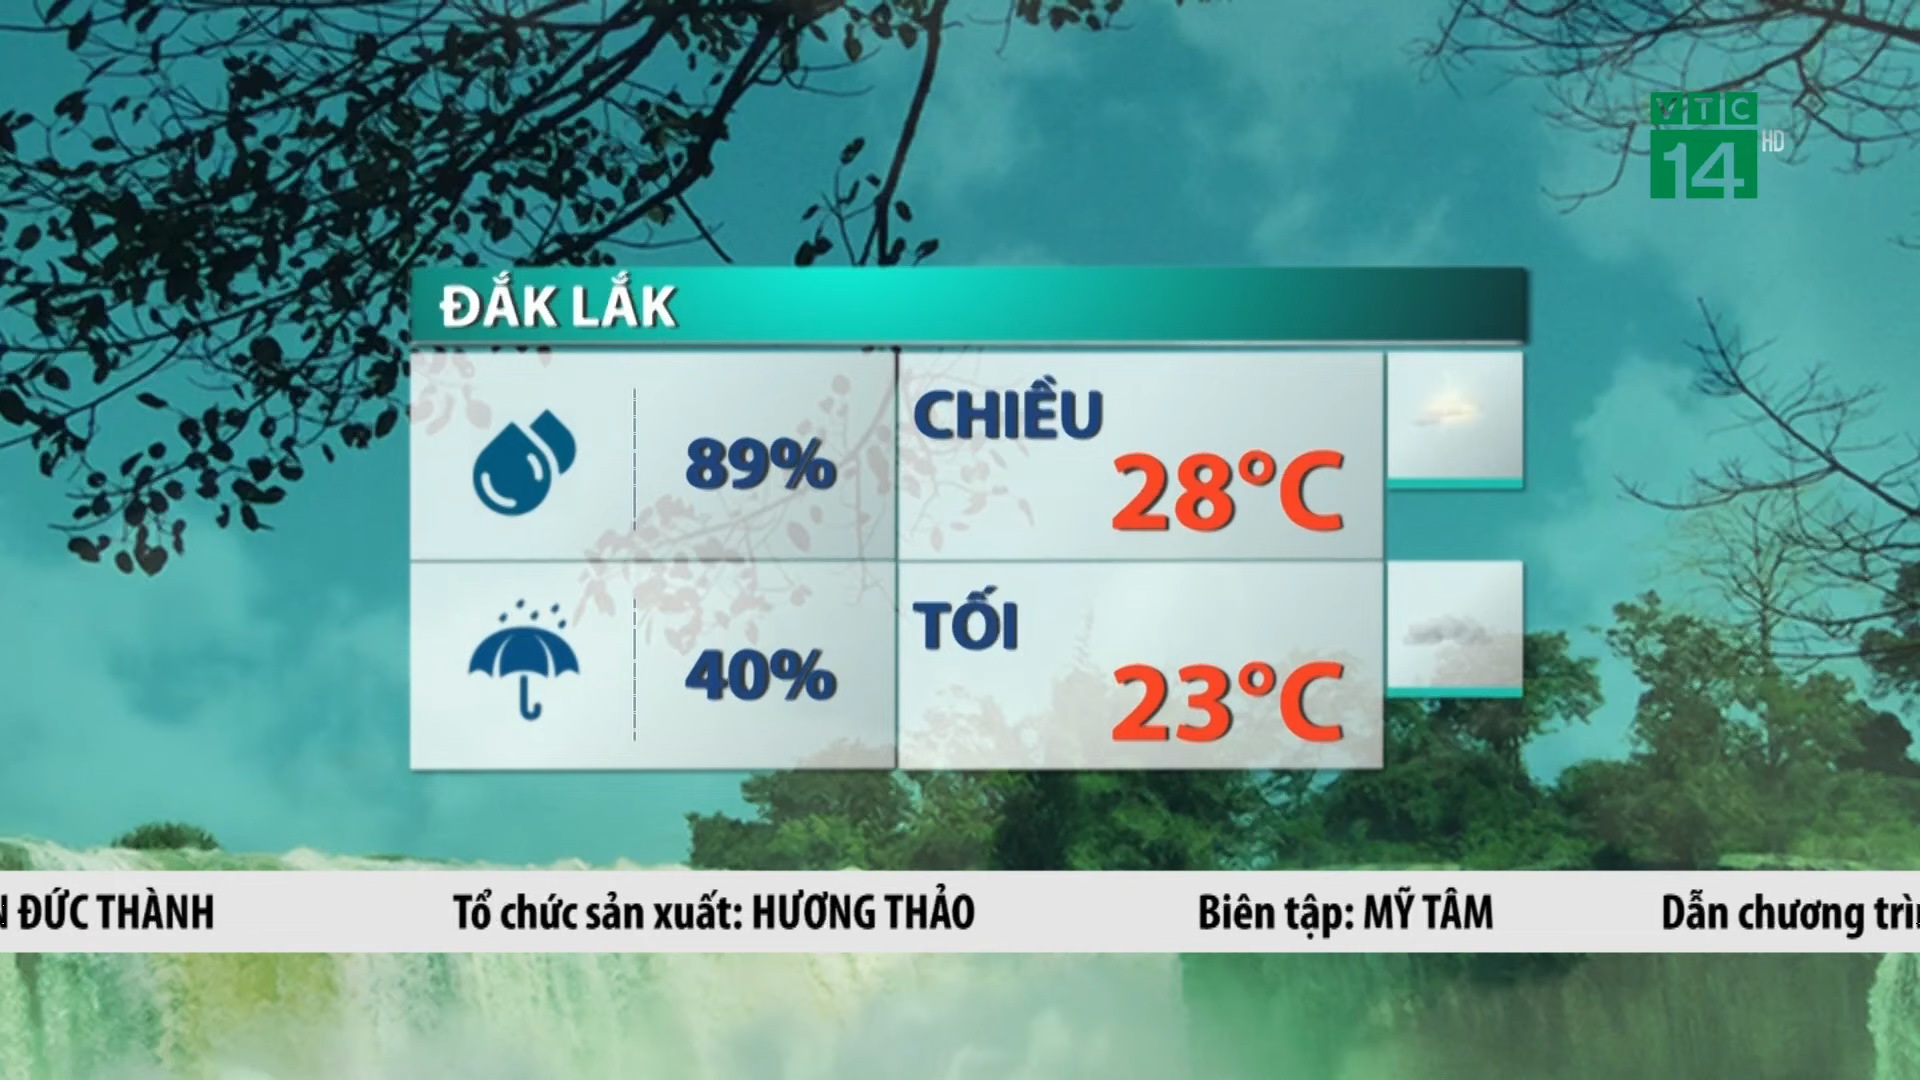 VTC
14 HD
ĐẮK LẮK
89%
CHIỀU
28°C
40%
TỐI
23°C
ĐỨC THÀNH
Tổ chức sản xuất: HƯƠNG THẢO
Biên tập: MỸ TÂM
Dẫn chương